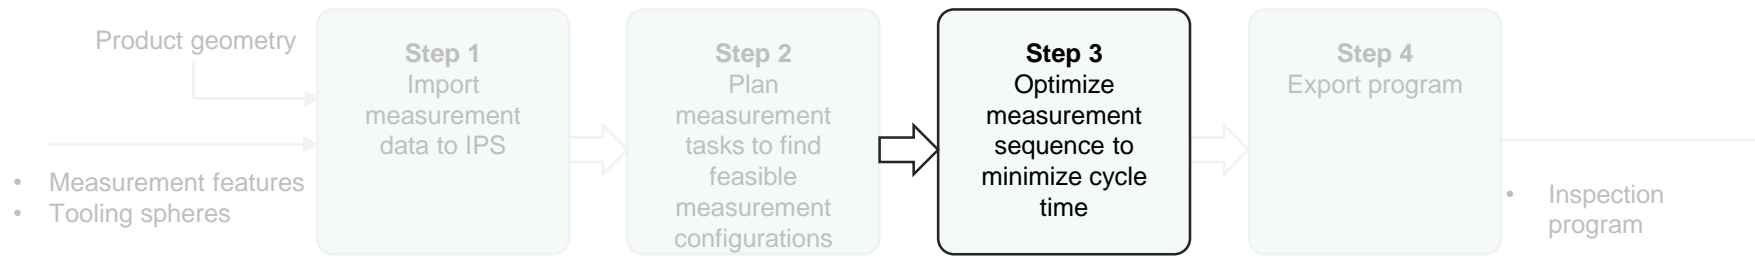 Product geometry
• Measurement features
• Tooling spheres
Step 1
Import
measurement
data to IPS
Step 2
Plan
measurement
tasks to find
feasible
measurement
configurations
Step 3
Optimize
measurement
sequence to
minimize cycle
time
Step 4
Export program
• Inspection
program